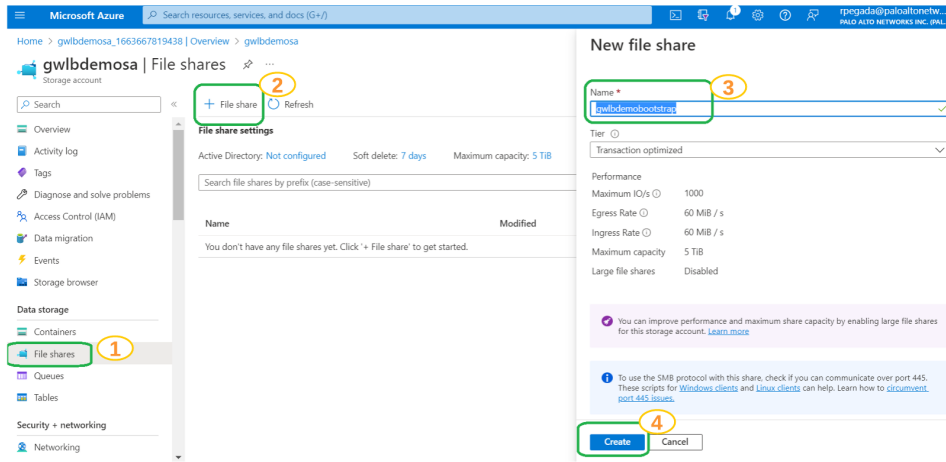 Microsoft Azure
Search resources, services, and docs (G+/)
1
rpegada@paloaltonetw...
PALO ALTO NETWORKS INC. (PAL...
Home > gwlbdemosa_1663667819438 | Overview > gwlbdemosa
gwlbdemosa | File shares
Storage account
Search
«
Overview
Activity log
Tags
Diagnose and solve problems
Access Control (IAM)
Data migration
Events
Storage browser
Data storage
Containers
File shares
1
Queues
Tables
Security + networking
Networking
2
+ File share
Refresh
File share settings
Active Directory: Not configured
Soft delete: 7 days
Maximum capacity: 5 TiB
Search file shares by prefix (case-sensitive)
Name
Modified
You don't have any file shares yet. Click '+ File share' to get started.
New file share
Name *
3
gwlbdemobootstrap
Tier
Transaction optimized
Performance
Maximum IO/s 1000
Egress Rate 60 MiB / s
Ingress Rate 60 MiB / s
Maximum capacity 5 TiB
Large file shares Disabled
You can improve performance and maximum share capacity by enabling large file shares
for this storage account. Learn more
To use the SMB protocol with this share, check if you can communicate over port 445.
These scripts for Windows clients and Linux clients can help. Learn how to circumvent
port 445 issues.
4
Create
Cancel